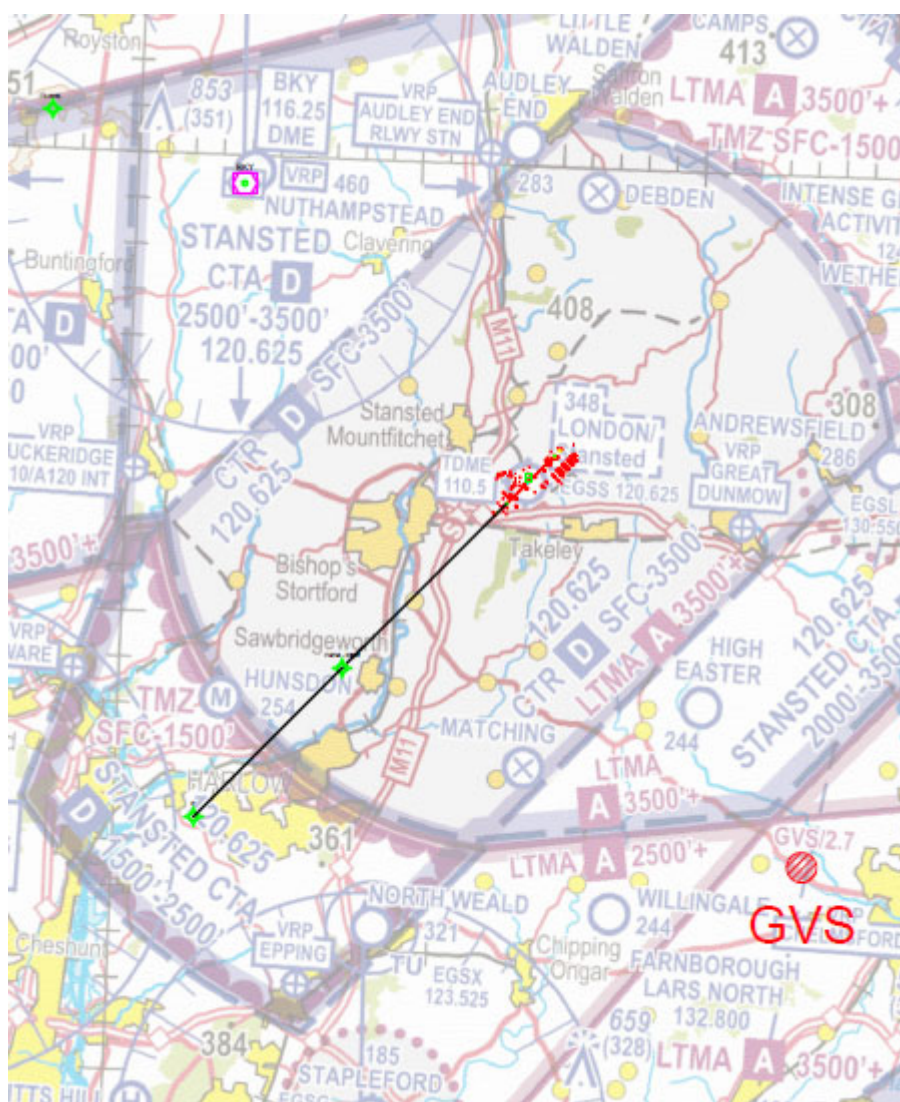 Royston
51
853
(351)
BKY
116.25
DME
VRP
AUDLEY END
RLWY STN
LITTLE
WALDEN
AUDLEY
END
Saffron
Walden
CAMPS
413
CTA
LTMA A 3500'+
TMZ SFC-1500'
BKY
VRP
460
NUTHAMPSTEAD
283
DEBDEN
INTENSE
ACTIVIT
124
WETHE
STANSTED
CTA D
2500'-3500'
120.625
Clavering
Buntingford
D
CTR D SFC-3500'
120.625
M11
408
Stansted
Mountfitchet
348
LONDON/
Stansted
TDME
110.5
EGSS 120.625
308
ANDREWSFIELD
286
VRP
GREAT
DUNMOW
EGSL
130.550
VRP
PUCKERIDGE
10/A120 INT
3500'+
Bishop's
Stortford
Takeley
CTR D SFC-3500'
120.625
LTMA A 3500'+
Sawbridgeworth
HUNSDON
254
M
TMZ
SFC-1500'
HIGH
EASTER
244
STANSTED CTA
2000'-3500'
120.625
MATCHING
M11
HARLOW
VRP
WARE
STANSTED CTA
D 1500'-2500'
120.625
361
LTMA
A 3500'+
LTMA A 2500'+
GVS/2.7
GVS
NORTH WEALD
321
VRP
EPPING
EGSX
123.525
Chipping
Ongar
WILLINGALE
244
FARNBOROUGH
LARS NORTH
132.800
Cheshunt
384
185
STAPLEFORD
659
(328)
LTMA A 3500'+
H